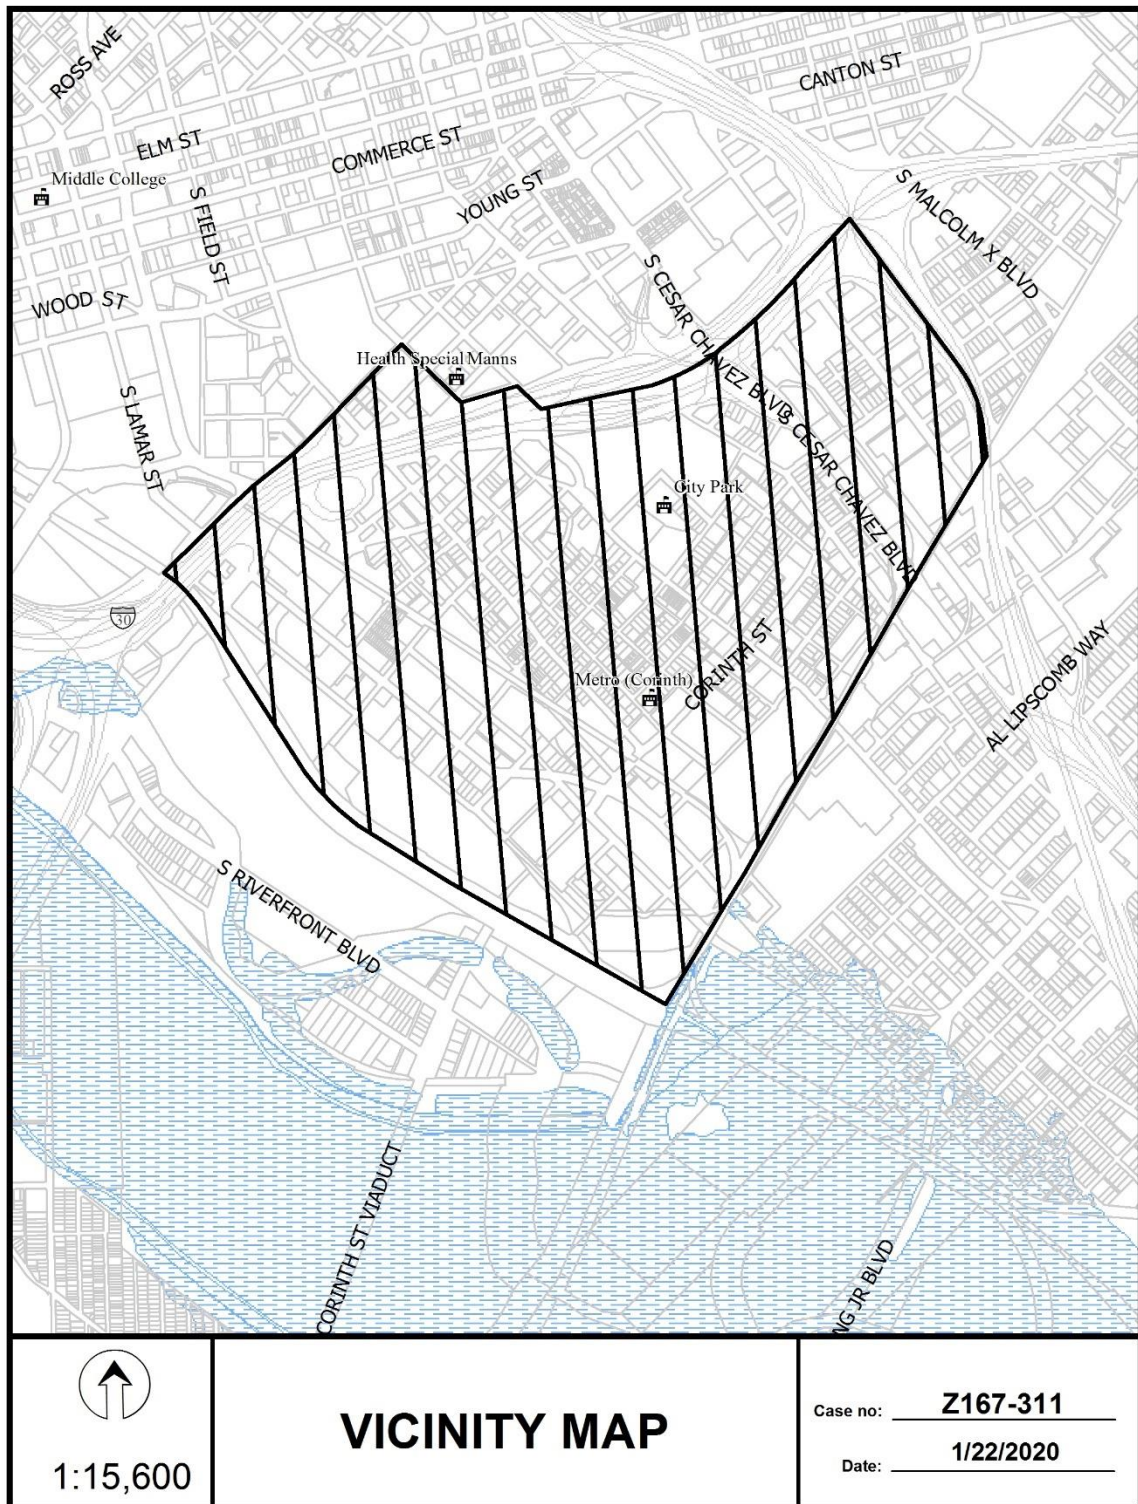 ROSS AVE
CANTON ST
ELM ST
COMMERCE ST
Middle College
YOUNG ST
S MALCOLM X BLVD
S FIELD ST
WOOD ST
S CESAR CHAVEZ BLVD
Health Special Manns
S LAMAR ST
S CESAR CHAVEZ BLVD
City Park
30
CORINTH ST
AL LIPSCOMB WAY
Metro (Corinth)
S RIVERFRONT BLVD
CORINTH ST VIADUCT
NG JR BLVD
1:15,600
VICINITY MAP
Case no: Z167-311
Date: 1/22/2020